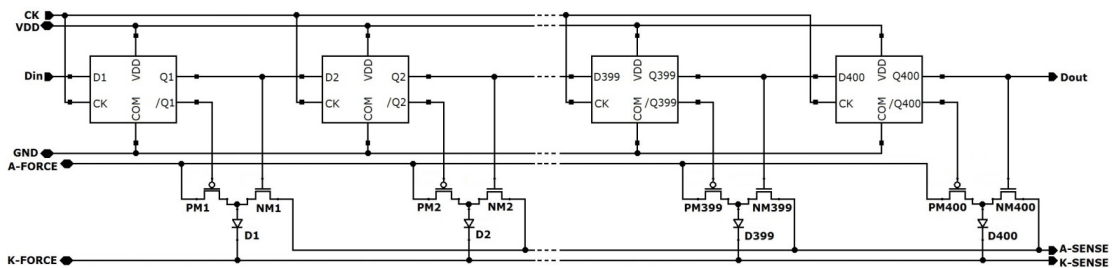 CK
VDD
VDD VDD VDD VDD
Din D1 Q1 D2 Q2 D399 Q399 D400 Q400 Dout
CK /Q1 CK /Q2 CK /Q399 CK /Q400
COM COM COM COM
GND
A-FORCE
PM1 NM1 PM2 NM2 PM399 NM399 PM400 NM400
D1 D2 D399 D400
A-SENSE
K-FORCE K-SENSE